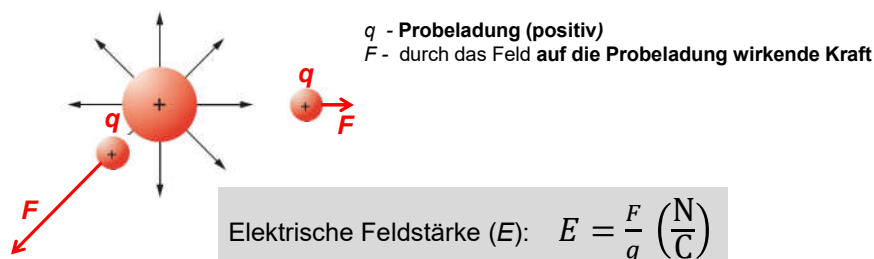 q - Probeladung (positiv)
F - durch das Feld auf die Probeladung wirkende Kraft
+
q
+
F
q
+
F
Elektrische Feldstärke (E): E = F/q (N/C)